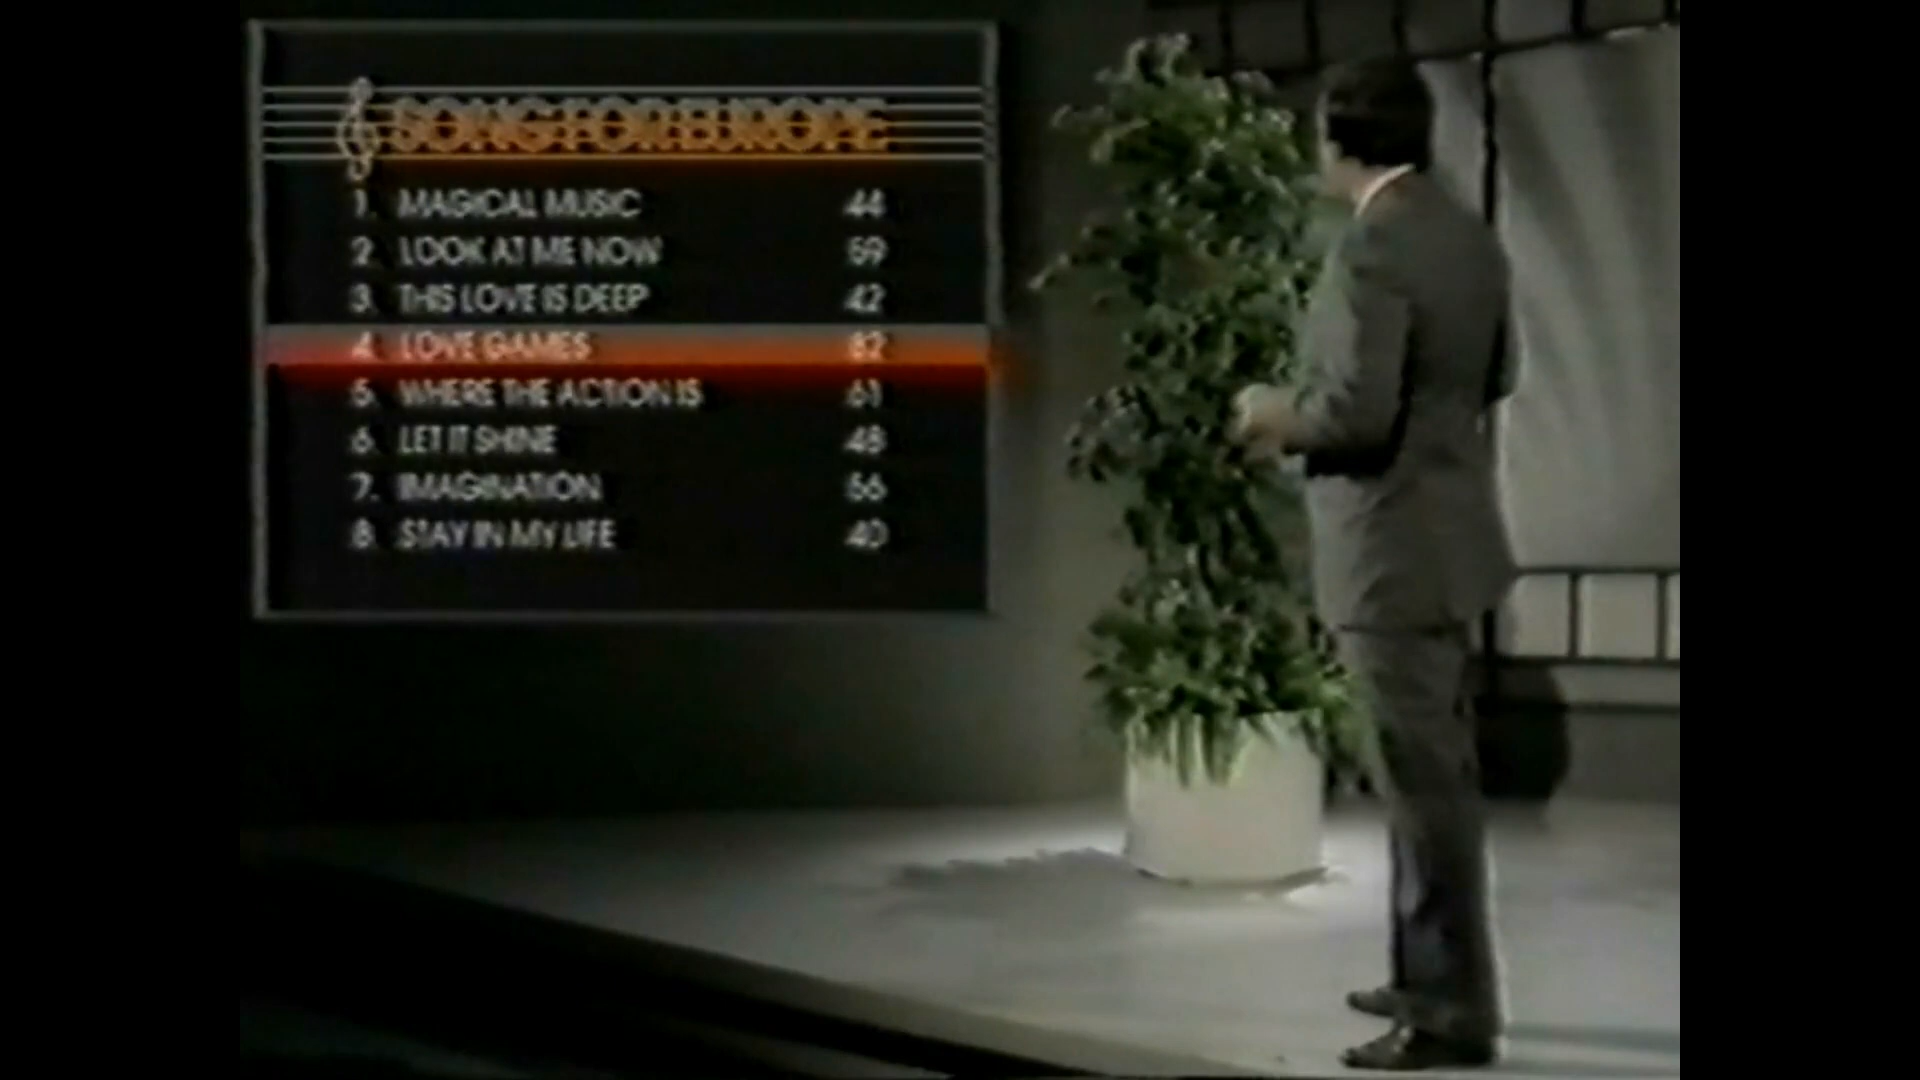 SONG FOR EUROPE
1. MAGICAL MUSIC 44
2. LOOK AT ME NOW 59
3. THIS LOVE IS DEEP 42
4. LOVE GAMES 82
5. WHERE THE ACTION IS 61
6. LET IT SHINE 48
7. IMAGINATION 56
8. STAY IN MY LIFE 40